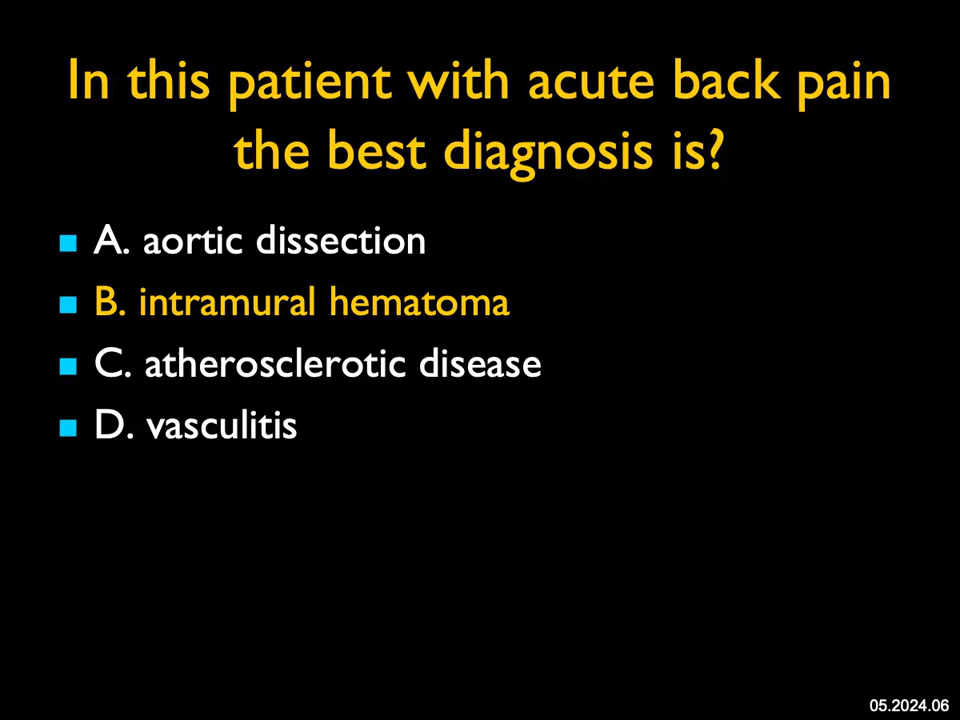 In this patient with acute back pain
the best diagnosis is?
A. aortic dissection
B. intramural hematoma
C. atherosclerotic disease
D. vasculitis
05.2024.06